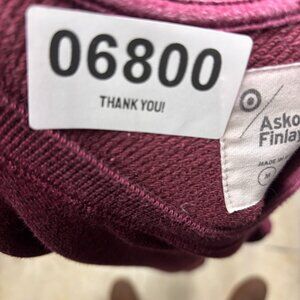 06800
THANK YOU!
Asko
Finlay
MADE IN
M